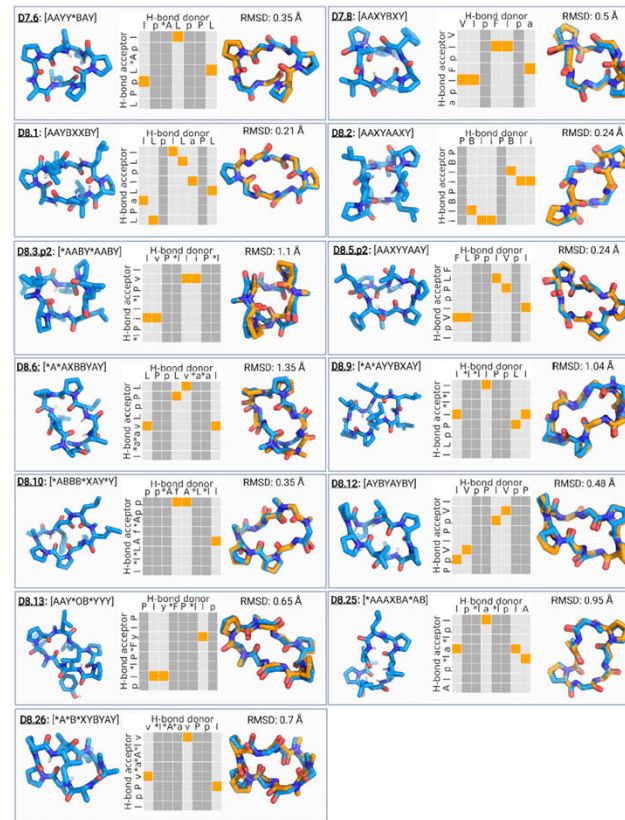 D7.6: [AAYY*BAY]
H-bond donor
I p *A L p P L
H-bond acceptor
I p *A L p P L
RMSD: 0.35 Å
D7.8: [AAXYBXY]
H-bond donor
V I p F I p a
H-bond acceptor
V I p F I p a
RMSD: 0.5 Å
D8.1: [AAYBXXBY]
H-bond donor
I L p I L a P L
H-bond acceptor
I L p I L a P L
RMSD: 0.21 Å
D8.2: [AAXYAAXY]
H-bond donor
P B I i P B I i
H-bond acceptor
P B I i P B I i
RMSD: 0.24 Å
D8.3.p2: [*AABY*AABY]
H-bond donor
I v P *I I i P *I
H-bond acceptor
RMSD: 1.1 Å
D8.5.p2: [AAXYYAAY]
H-bond donor
F L P p I V p I
H-bond acceptor
F L P p I V p I
RMSD: 0.24 Å
D8.6: [*A*AXBBYAY]
H-bond donor
L P p L v *a *a I
H-bond acceptor
L P p L v *a *a I
RMSD: 1.35 Å
D8.9: [*A*AYYBXAY]
H-bond donor
I *I *I I P p L I
H-bond acceptor
RMSD: 1.04 Å
D8.10: [*ABBB*XAY*Y]
H-bond donor
p p *A f A *L *I I
H-bond acceptor
p p *A f A *L *I I
RMSD: 0.35 Å
D8.12: [AYBYAYBY]
H-bond donor
I V p P I V p P
H-bond acceptor
I V p P I V p P
RMSD: 0.48 Å
D8.13: [AAY*OB*YYY]
H-bond donor
P I y *F P *I I p
H-bond acceptor
P I y *F P *I I p
RMSD: 0.65 Å
D8.25: [*AAAXBA*AB]
H-bond donor
I p *I a *I p I A
H-bond acceptor
I p *I a *I p I A
RMSD: 0.95 Å
D8.26: [*A*B*XYBYAY]
H-bond donor
v *I *A *a v P p I
H-bond acceptor
v *I *A *a v P p I
RMSD: 0.7 Å